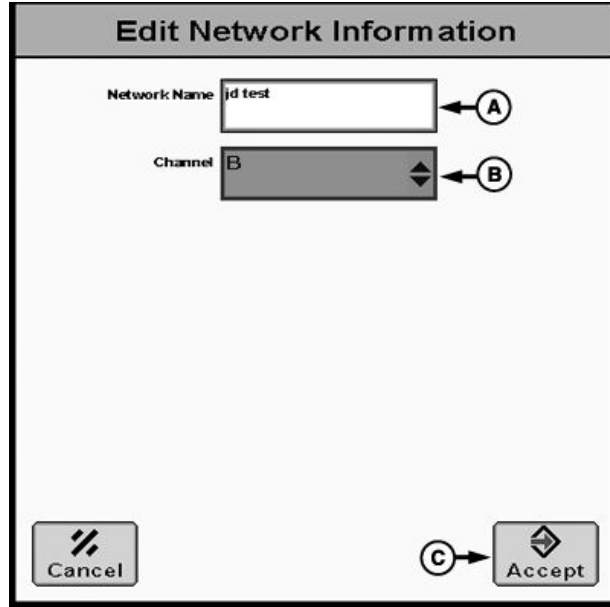 Edit Network Information
Network Name jd test
A
Channel B
B
C
Cancel
Accept